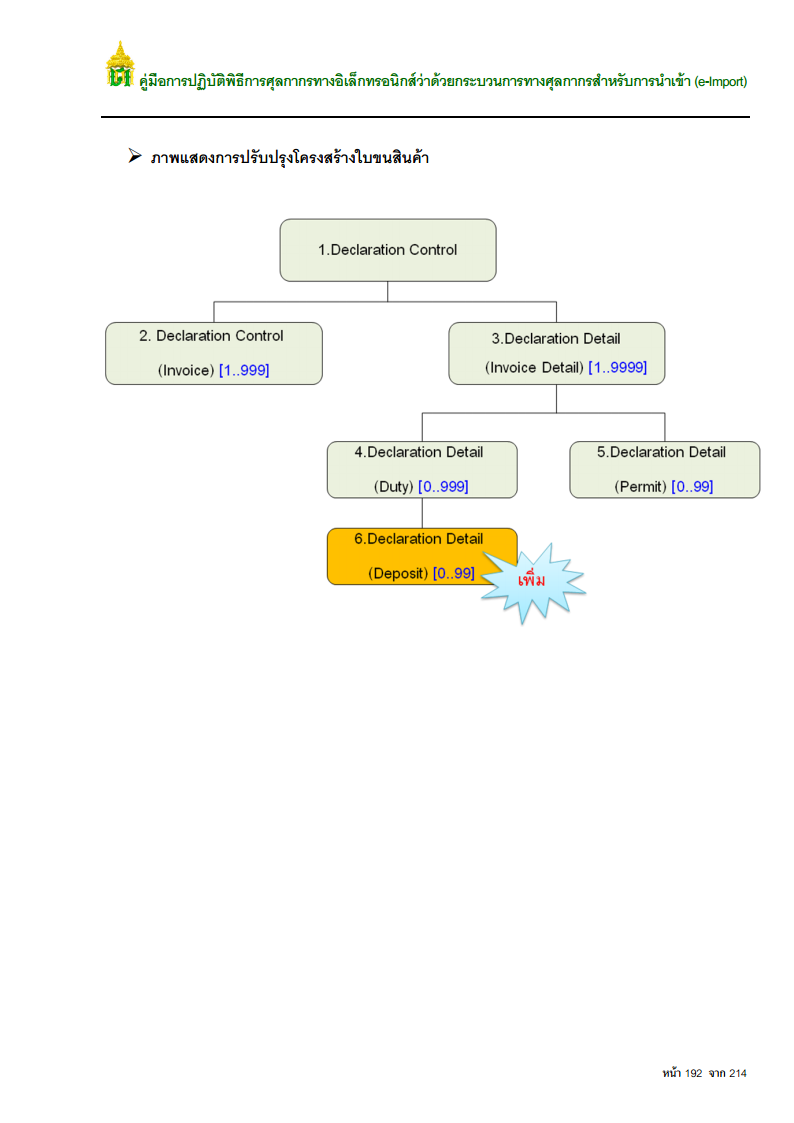 คู่มือการปฏิบัติพิธีการศุลกากรทางอิเล็กทรอนิกส์ว่าด้วยกระบวนการทางศุลกากรสำหรับการนำเข้า (e-Import)
➢ ภาพแสดงการปรับปรุงโครงสร้างใบขนสินค้า
1.Declaration Control
2. Declaration Control
(Invoice) [1..999]
3.Declaration Detail
(Invoice Detail) [1..9999]
4.Declaration Detail
(Duty) [0..999]
5.Declaration Detail
(Permit) [0..99]
6.Declaration Detail
(Deposit) [0..99]
เพิ่ม
หน้า 192 จาก 214